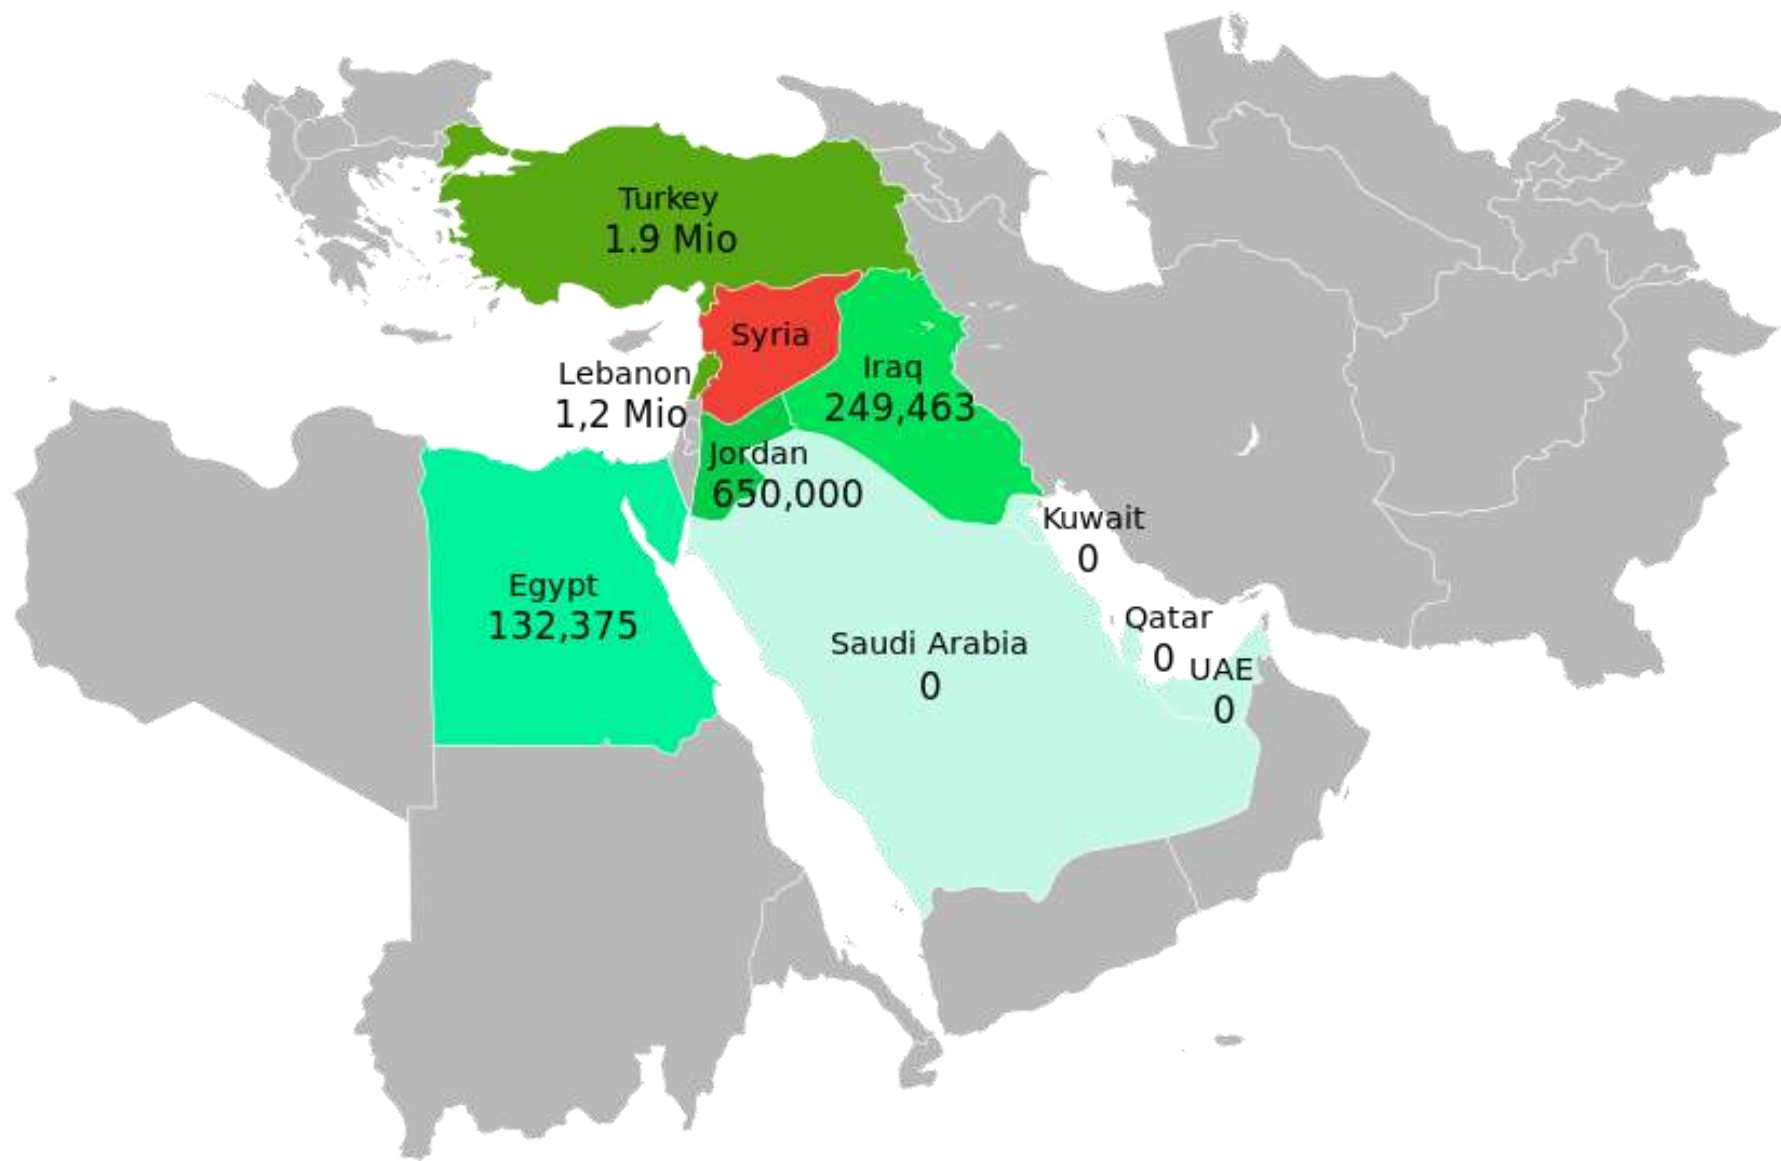 Turkey
1.9 Mio
Syria
Lebanon
1,2 Mio
Iraq
249,463
Jordan
650,000
Kuwait
0
Egypt
132,375
Saudi Arabia
0
Qatar
0
UAE
0